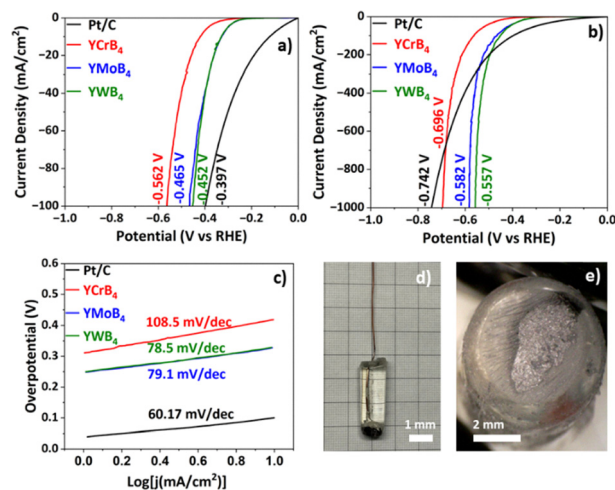 a)
Pt/C
YCrB₄
YMoB₄
YWB₄
0
-20
-40
-60
-80
-100
−1.0
−0.8
−0.6
−0.4
−0.2
0.0
-0.562 V
-0.465 V
-0.452 V
-0.397 V
Current Density (mA/cm²)
Potential (V vs RHE)
b)
Pt/C
YCrB₄
YMoB₄
YWB₄
0
-200
-400
-600
-800
-1000
−1.0
−0.8
−0.6
−0.4
−0.2
0.0
-0.742 V
-0.696 V
-0.582 V
-0.557 V
Current Density (mA/cm²)
Potential (V vs RHE)
c)
Pt/C
YCrB₄
YMoB₄
YWB₄
0.6
0.5
0.4
0.3
0.2
0.1
0.0
0.0
0.2
0.4
0.6
0.8
1.0
108.5 mV/dec
78.5 mV/dec
79.1 mV/dec
60.17 mV/dec
Overpotential (V)
Log[j(mA/cm²]
d)
1 mm
e)
2 mm